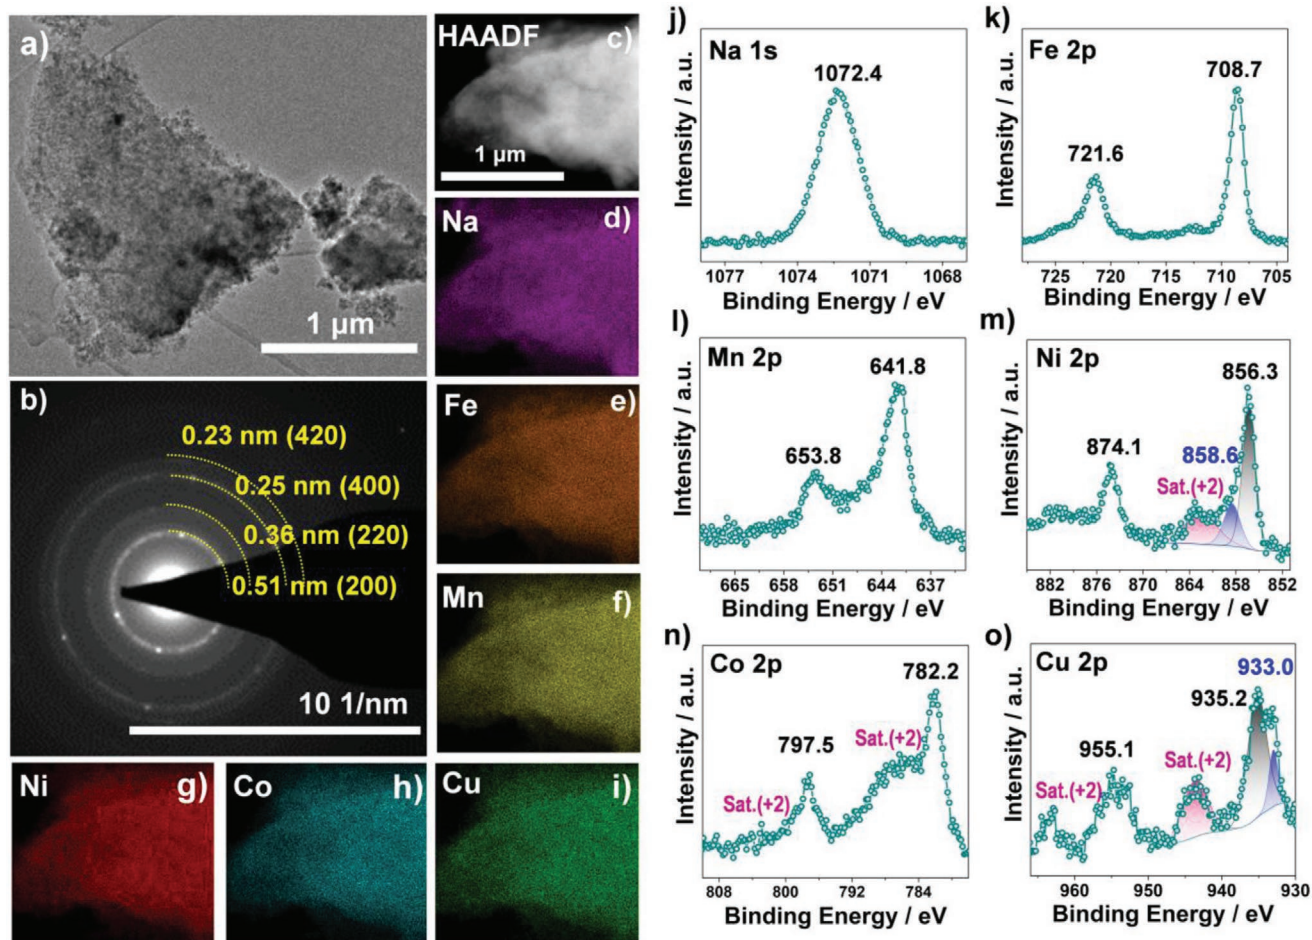 a)
1 µm
b)
0.23 nm (420)
0.25 nm (400)
0.36 nm (220)
0.51 nm (200)
10 1/nm
HAADF
c)
1 µm
Na
d)
Fe
e)
Mn
f)
Ni
g)
Co
h)
Cu
i)
j)
Na 1s
1072.4
Intensity / a.u.
1077 1074 1071 1068
Binding Energy / eV
k)
Fe 2p
708.7
721.6
Intensity / a.u.
725 720 715 710 705
Binding Energy / eV
l)
Mn 2p
641.8
653.8
Intensity / a.u.
665 658 651 644 637
Binding Energy / eV
m)
Ni 2p
856.3
874.1
858.6
Sat.(+2)
Intensity / a.u.
882 876 870 864 858 852
Binding Energy / eV
n)
Co 2p
782.2
797.5
Sat.(+2)
Sat.(+2)
Intensity / a.u.
808 800 792 784
Binding Energy / eV
o)
Cu 2p
933.0
935.2
955.1
Sat.(+2)
Sat.(+2)
Intensity / a.u.
960 950 940 930
Binding Energy / eV